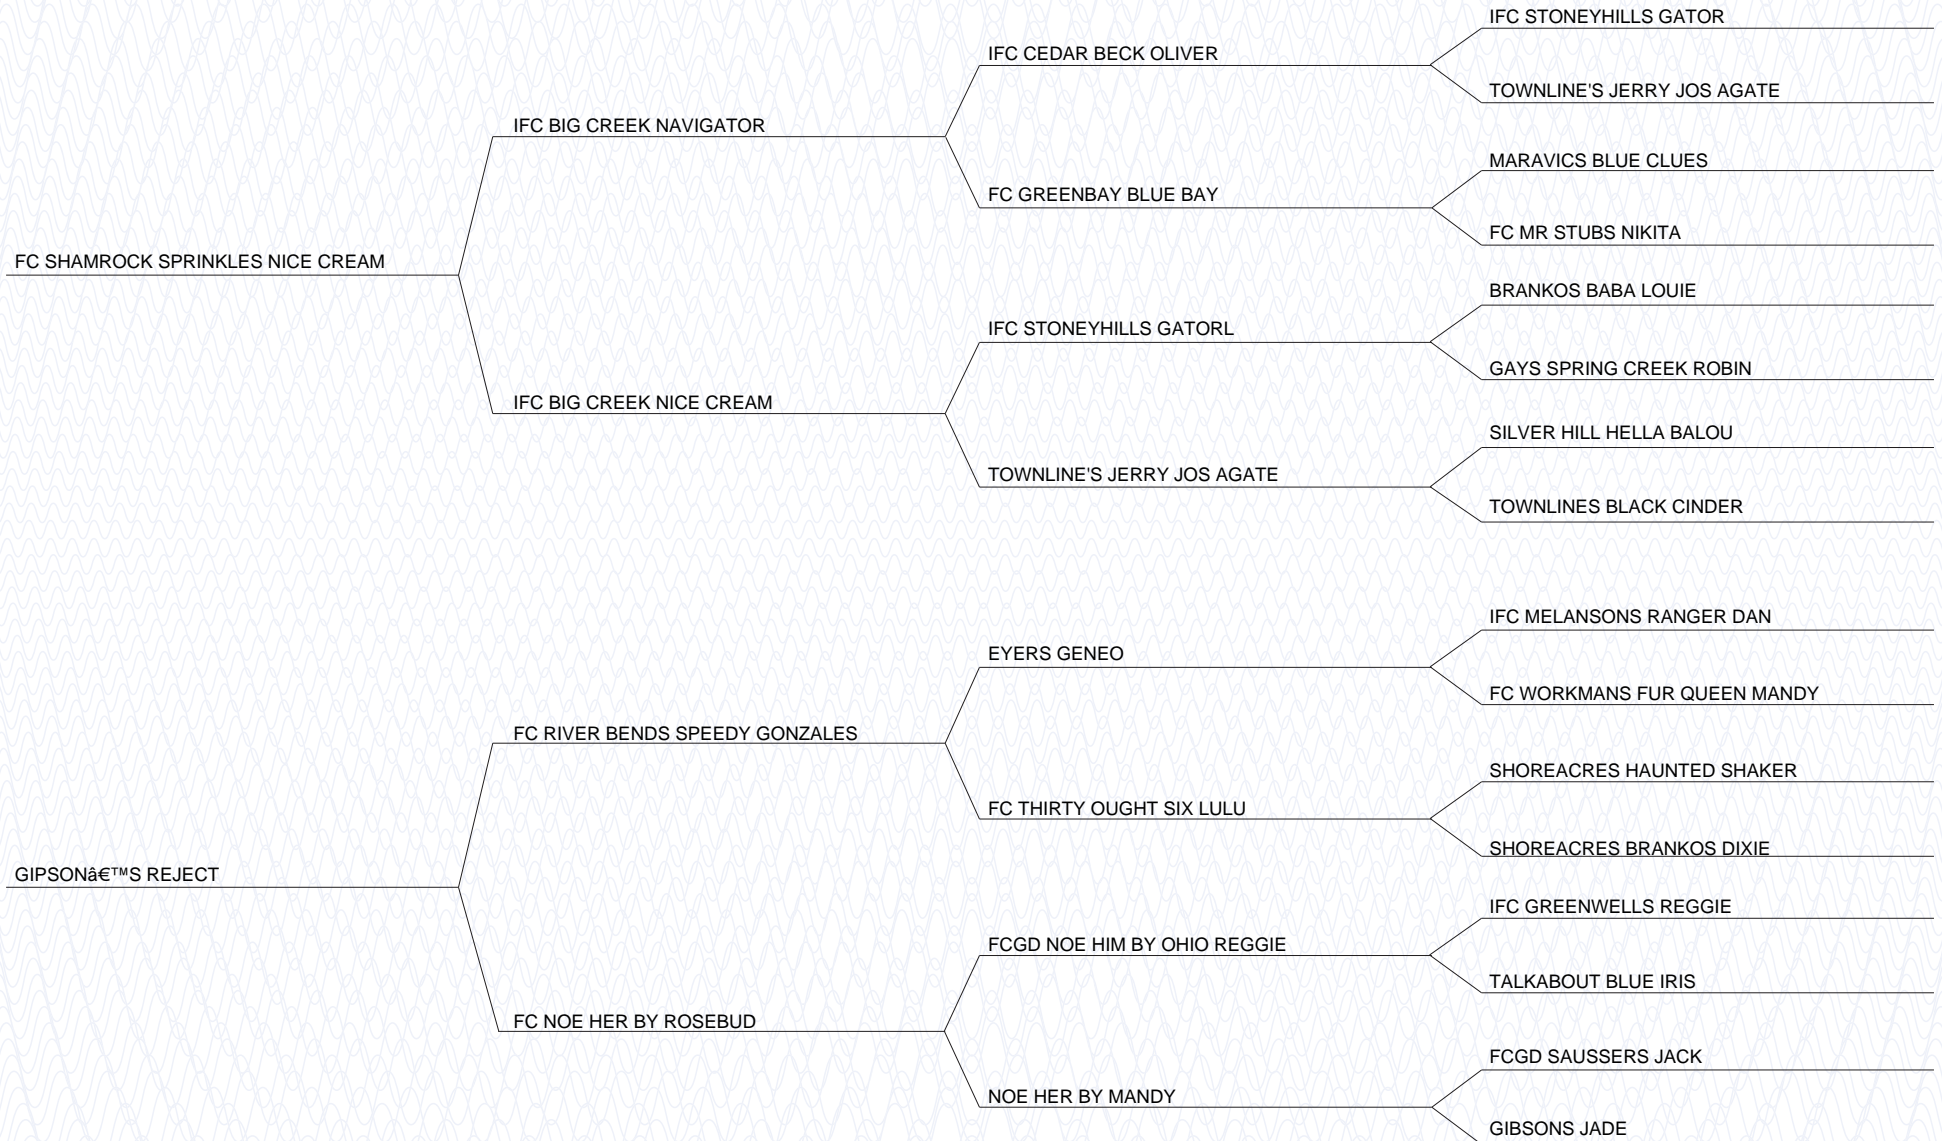 IFC STONEYHILLS GATOR
IFC CEDAR BECK OLIVER
TOWNLINE'S JERRY JOS AGATE
IFC BIG CREEK NAVIGATOR
MARAVICS BLUE CLUES
FC GREENBAY BLUE BAY
FC MR STUBS NIKITA
FC SHAMROCK SPRINKLES NICE CREAM
BRANKOS BABA LOUIE
IFC STONEYHILLS GATORL
GAYS SPRING CREEK ROBIN
IFC BIG CREEK NICE CREAM
SILVER HILL HELLA BALOU
TOWNLINE'S JERRY JOS AGATE
TOWNLINES BLACK CINDER
IFC MELANSONS RANGER DAN
EYERS GENEO
FC WORKMANS FUR QUEEN MANDY
FC RIVER BENDS SPEEDY GONZALES
SHOREACRES HAUNTED SHAKER
FC THIRTY OUGHT SIX LULU
SHOREACRES BRANKOS DIXIE
GIPSONâ€™S REJECT
IFC GREENWELLS REGGIE
FCGD NOE HIM BY OHIO REGGIE
TALKABOUT BLUE IRIS
FC NOE HER BY ROSEBUD
FCGD SAUSSERS JACK
NOE HER BY MANDY
GIBSONS JADE